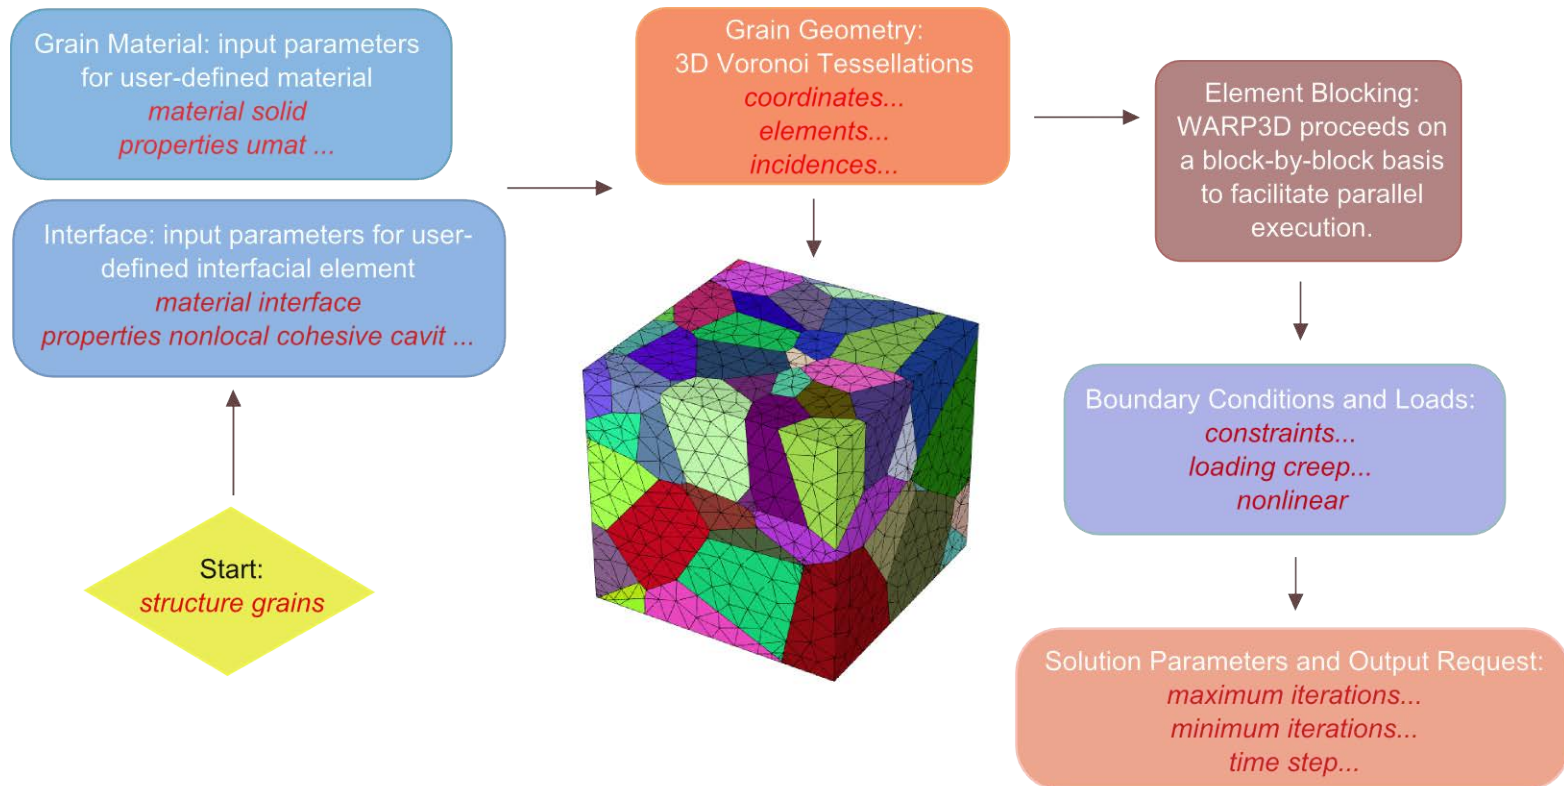 Grain Material: input parameters
for user-defined material
material solid
properties umat ...
Interface: input parameters for user-
defined interfacial element
material interface
properties nonlocal cohesive cavit ...
Start:
structure grains
Grain Geometry:
3D Voronoi Tessellations
coordinates...
elements...
incidences...
Element Blocking:
WARP3D proceeds on
a block-by-block basis
to facilitate parallel
execution.
Boundary Conditions and Loads:
constraints...
loading creep...
nonlinear
Solution Parameters and Output Request:
maximum iterations...
minimum iterations...
time step...